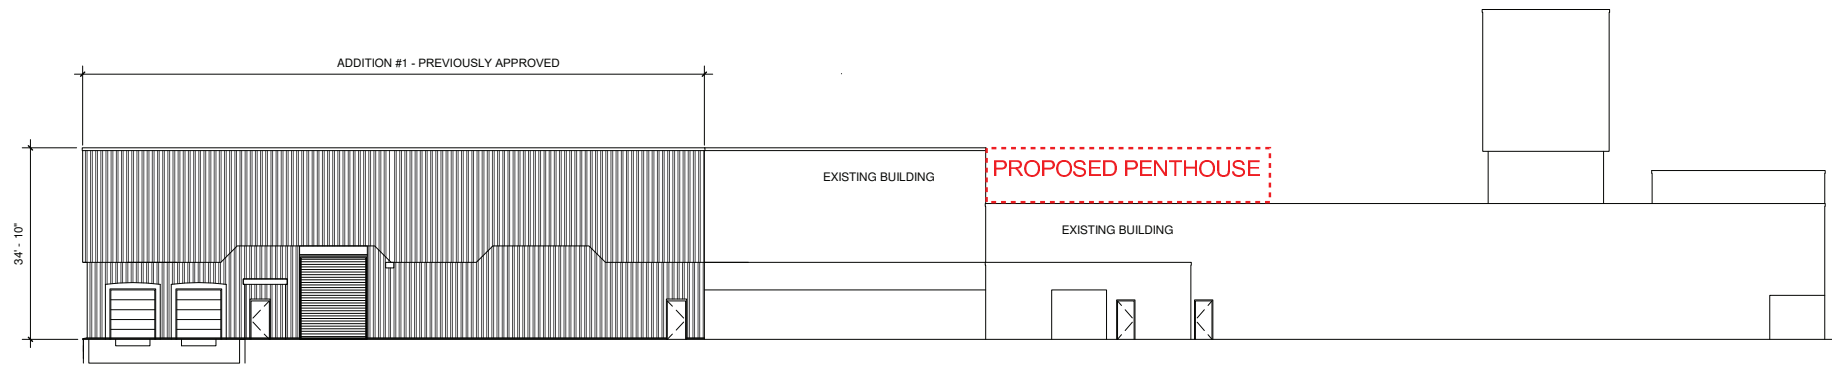 ADDITION #1 - PREVIOUSLY APPROVED
EXISTING BUILDING
PROPOSED PENTHOUSE
EXISTING BUILDING
34' - 10"